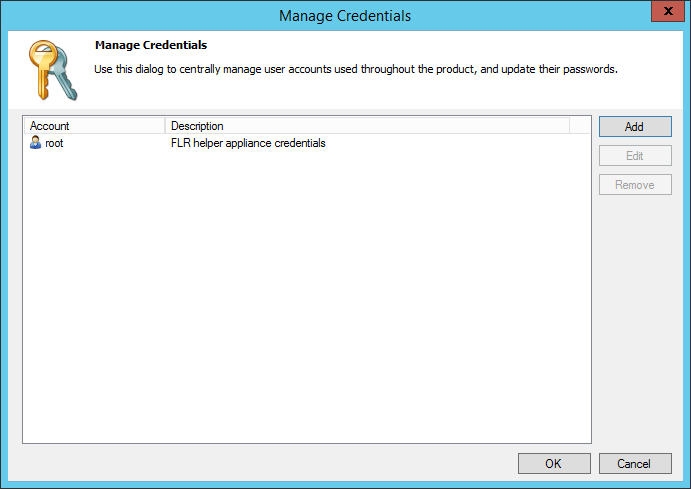 Manage Credentials
x
Manage Credentials
Use this dialog to centrally manage user accounts used throughout the product, and update their passwords.
Account Description
root FLR helper appliance credentials
Add
Edit
Remove
OK Cancel